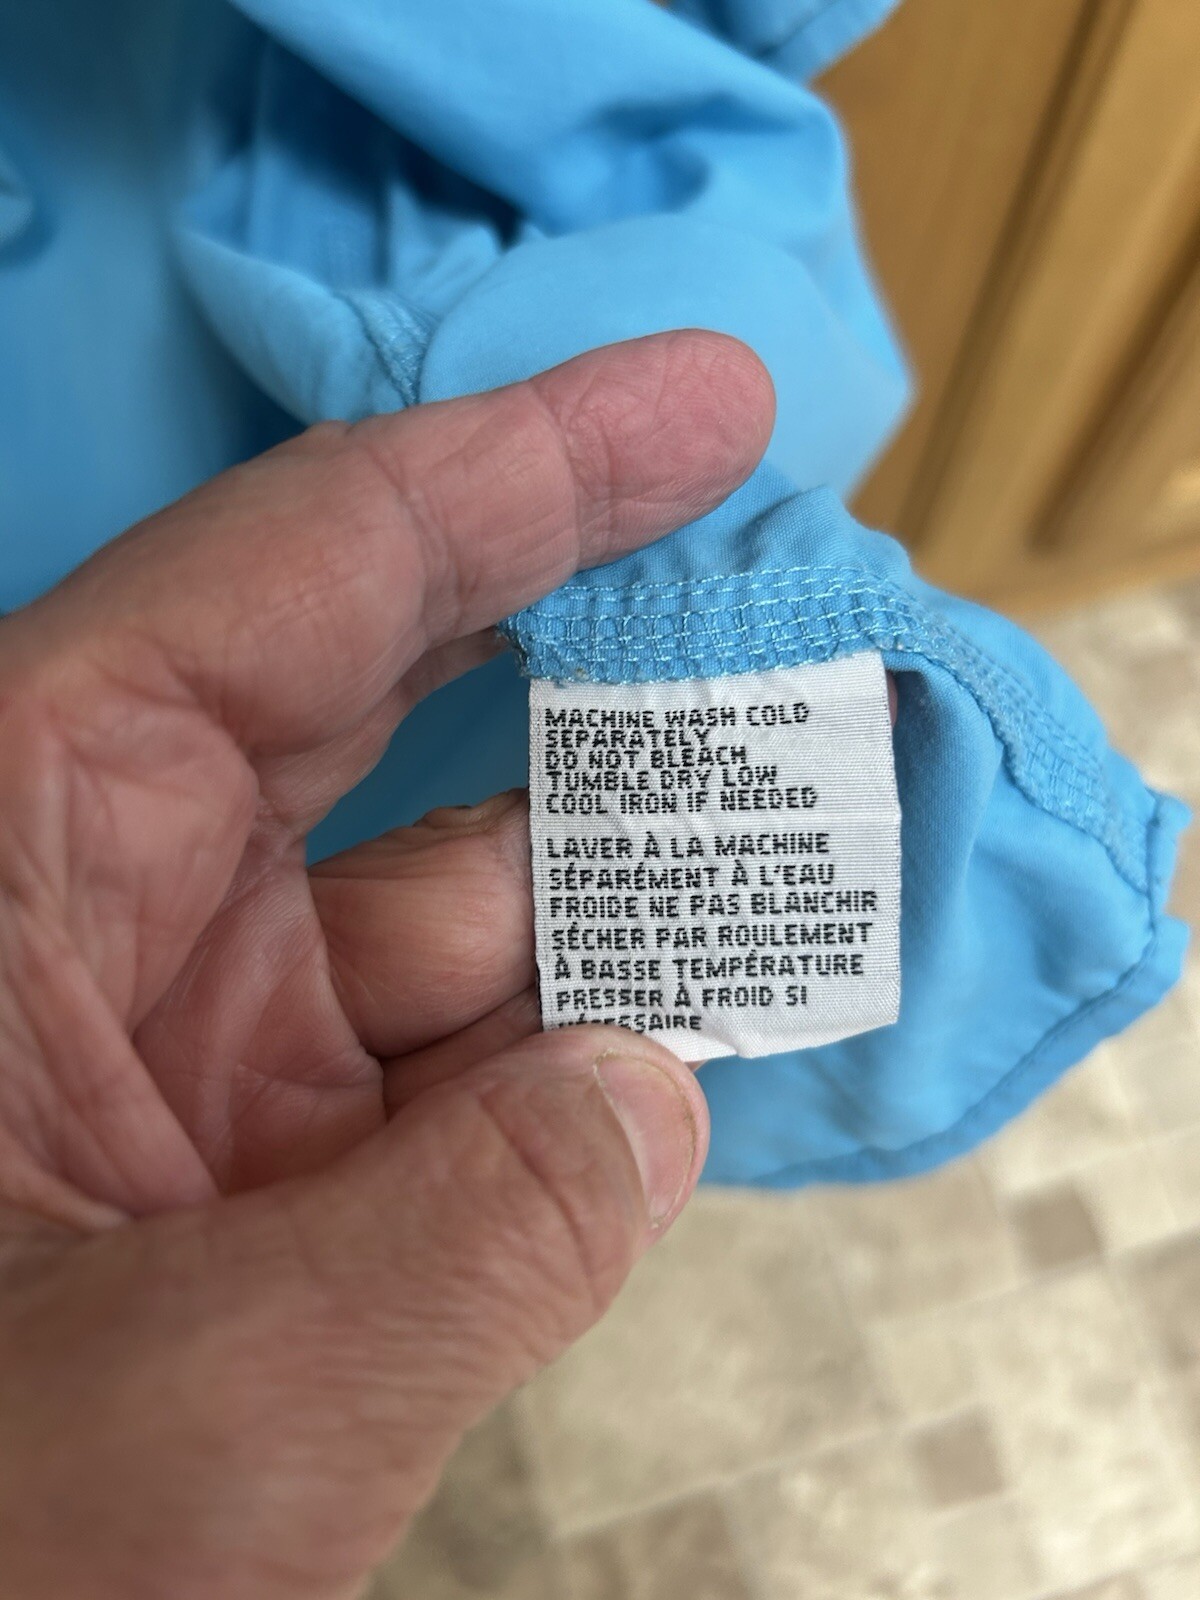 MACHINE WASH COLD
SEPARATELY
DO NOT BLEACH
TUMBLE DRY LOW
COOL IRON IF NEEDED
LAVER À LA MACHINE
SÉPARÉMENT À L'EAU
FROIDE NE PAS BLANCHIR
SÉCHER PAR ROULEMENT
À BASSE TEMPÉRATURE
PRESSER À FROID SI
NÉCESSAIRE